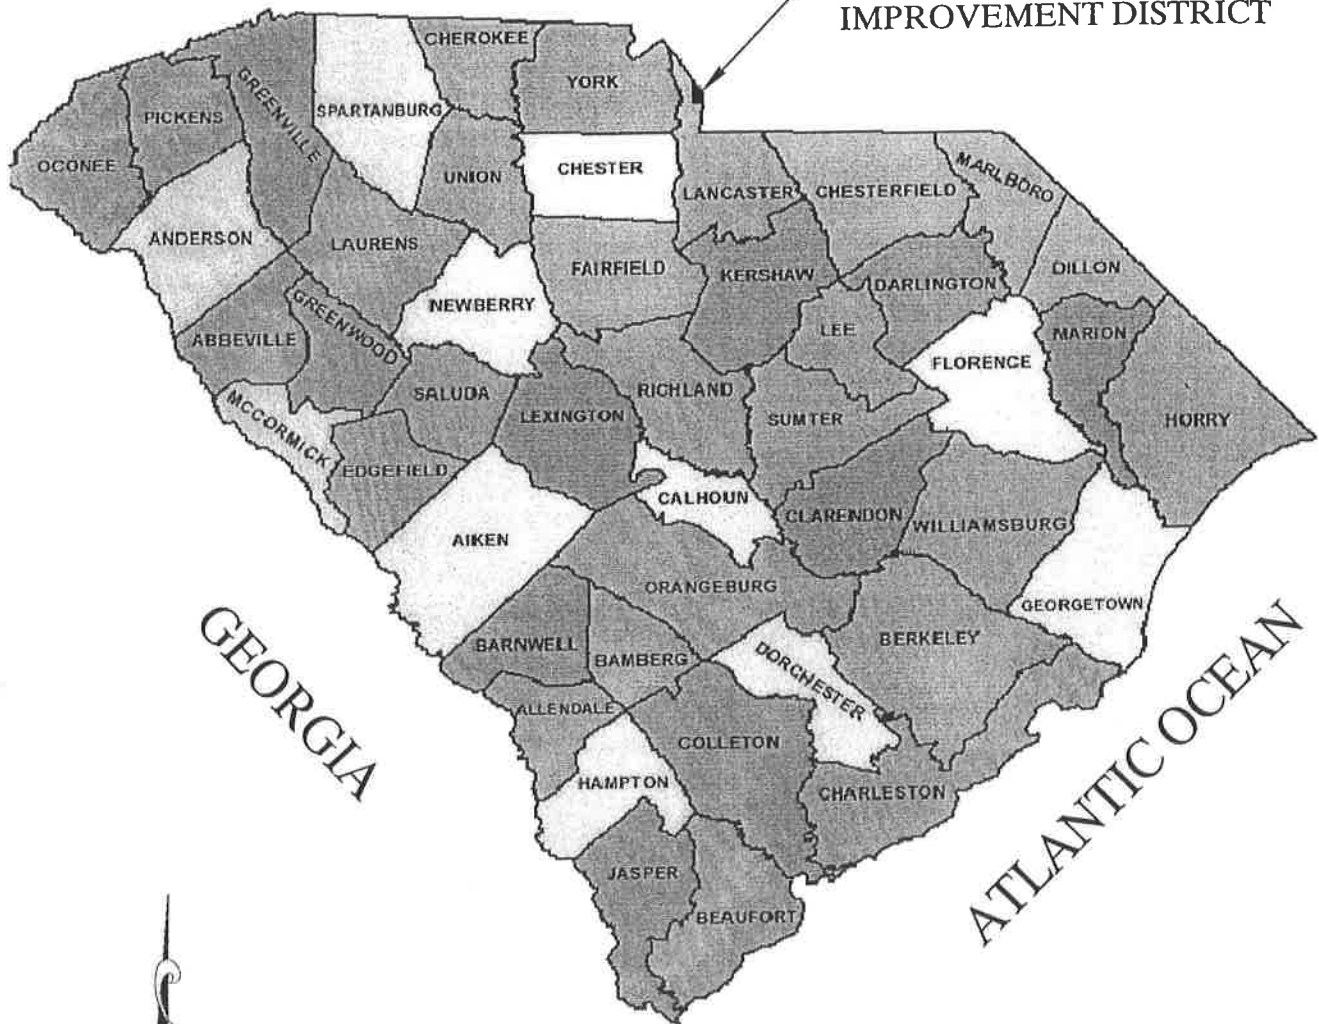 IMPROVEMENT DISTRICT
CHEROKEE
YORK
GREENVILLE
SPARTANBURG
PICKENS
OCONEE
UNION
CHESTER
LANCASTER
CHESTERFIELD
MARLBORO
ANDERSON
LAURENS
FAIRFIELD
KERSHAW
DARLINGTON
DILLON
NEWBERRY
GREENWOOD
ABBEVILLE
LEE
MARION
FLORENCE
SALUDA
RICHLAND
LEXINGTON
SUMTER
HORRY
MCCORMICK
EDGEFIELD
CALHOUN
CLARENDON
WILLIAMSBURG
AIKEN
ORANGEBURG
GEORGETOWN
BARNWELL
BAMBERG
BERKELEY
DORCHESTER
ALLENDALE
COLLETON
HAMPTON
CHARLESTON
JASPER
BEAUFORT
GEORGIA
ATLANTIC OCEAN